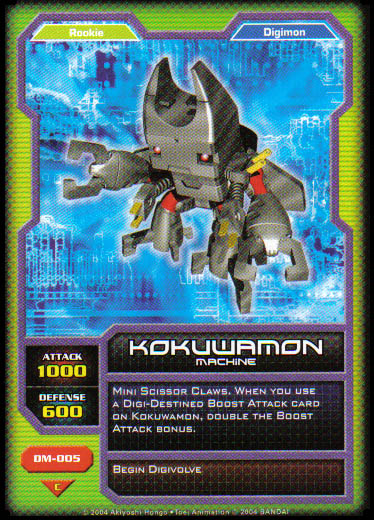 Rookie
Digimon
KOKUWAMON
MACHINE
ATTACK
1000
DEFENSE
600
MINI SCISSOR CLAWS. WHEN YOU USE
A DIGI-DESTINED BOOST ATTACK CARD
ON KOKUWAMON, DOUBLE THE BOOST
ATTACK BONUS.
DM-005
C
BEGIN DIGIVOLVE
© 2004 Akiyoshi Hongo • Toei Animation © 2004 BANDAI